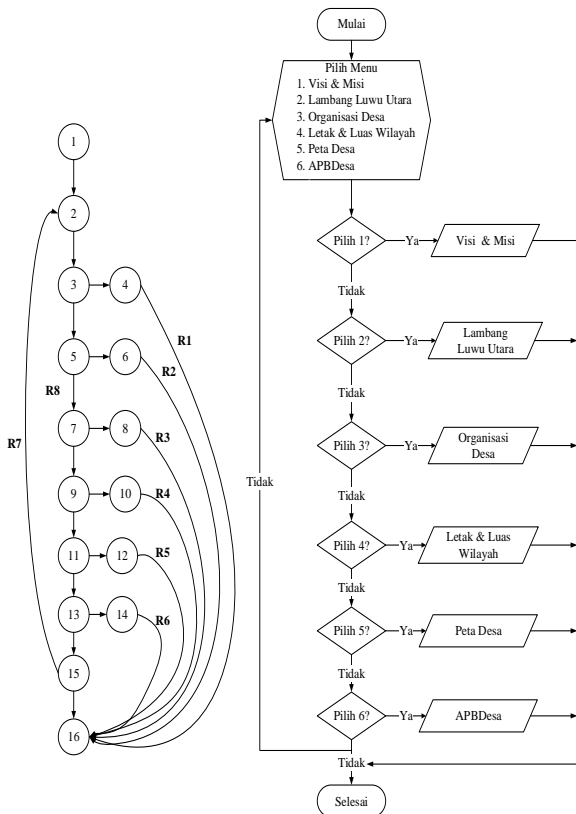 1
2
3
4
R1
5
6
R2
R8
R7
7
8
R3
9
10
R4
11
12
R5
13
14
R6
15
16
Mulai
Pilih Menu
1. Visi & Misi
2. Lambang Luwu Utara
3. Organisasi Desa
4. Letak & Luas Wilayah
5. Peta Desa
6. APBDesa
Pilih 1?
Ya
Visi & Misi
Tidak
Pilih 2?
Ya
Lambang
Luwu Utara
Tidak
Pilih 3?
Ya
Organisasi
Desa
Tidak
Tidak
Pilih 4?
Ya
Letak & Luas
Wilayah
Tidak
Pilih 5?
Ya
Peta Desa
Tidak
Pilih 6?
Ya
APBDesa
Tidak
Selesai